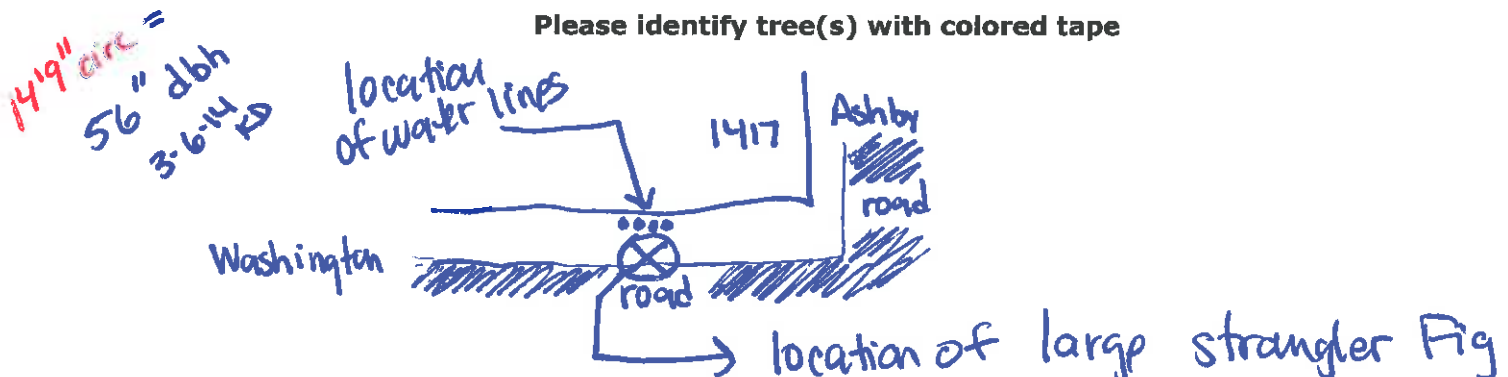 Please identify tree(s) with colored tape
14'9" circ =
56" dbh
3-6-14 KD
location
of water lines
1417
Ashby
road
Washington
road
location of large strangler Fig